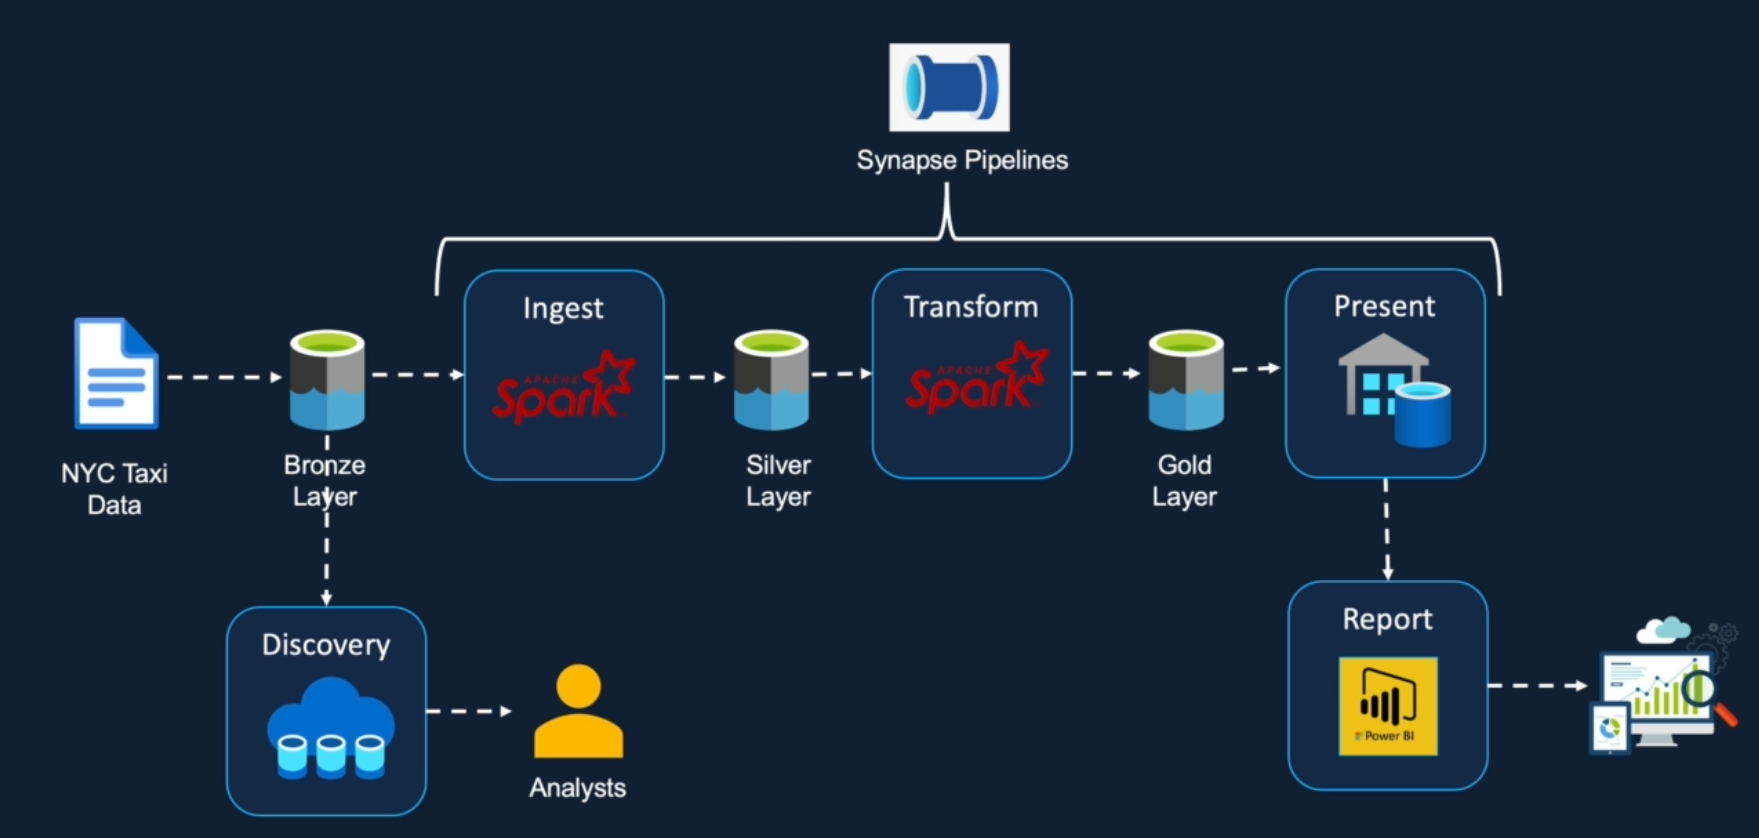 Synapse Pipelines
Ingest
APACHE
Spark
Transform
APACHE
Spark
Present
NYC Taxi
Data
Bronze
Layer
Silver
Layer
Gold
Layer
Discovery
Analysts
Report
Power BI